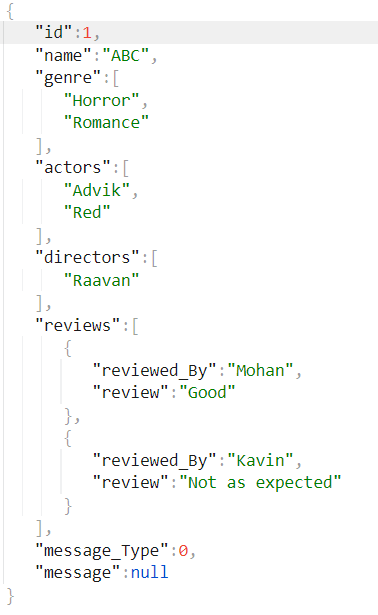 {
"id":1,
"name":"ABC",
"genre":[
"Horror",
"Romance"
],
"actors":[
"Advik",
"Red"
],
"directors":[
"Raavan"
],
"reviews":[
{
"reviewed_By":"Mohan",
"review":"Good"
},
{
"reviewed_By":"Kavin",
"review":"Not as expected"
}
],
"message_Type":0,
"message":null
}